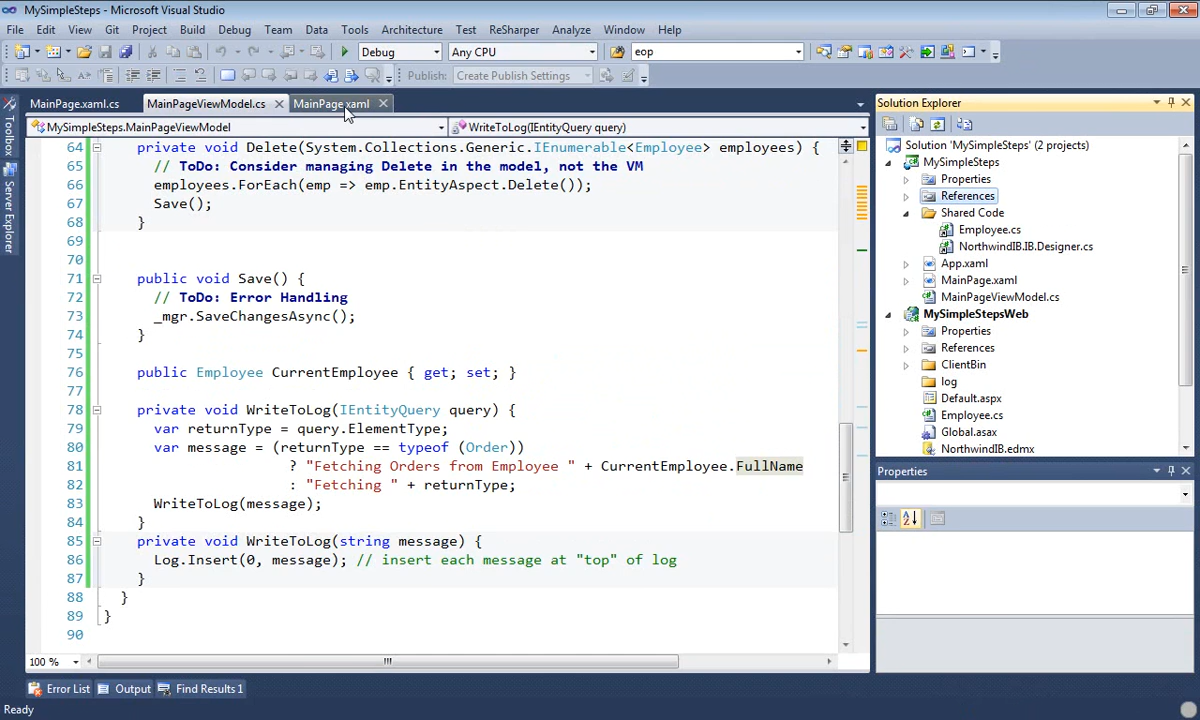 MySimpleSteps - Microsoft Visual Studio
File Edit View Git Project Build Debug Team Data Tools Architecture Test ReSharper Analyze Window Help
Debug Any CPU eop
Publish: Create Publish Settings
MainPage.xaml.cs MainPageViewModel.cs MainPage.xaml
MySimpleSteps.MainPageViewModel WriteToLog(IEntityQuery query)
64 private void Delete(System.Collections.Generic.IEnumerable<Employee> employees) {
65 // ToDo: Consider managing Delete in the model, not the VM
66 employees.ForEach(emp => emp.EntityAspect.Delete());
67 Save();
68 }
69
70
71 public void Save() {
72 // ToDo: Error Handling
73 _mgr.SaveChangesAsync();
74 }
75
76 public Employee CurrentEmployee { get; set; }
77
78 private void WriteToLog(IEntityQuery query) {
79 var returnType = query.ElementType;
80 var message = (returnType == typeof (Order))
81 ? "Fetching Orders from Employee " + CurrentEmployee.FullName
82 : "Fetching " + returnType;
83 WriteToLog(message);
84 }
85 private void WriteToLog(string message) {
86 Log.Insert(0, message); // insert each message at "top" of log
87 }
88 }
89 }
90
100 %
Error List Output Find Results 1
Ready
Toolbox
Server Explorer
Solution Explorer
Solution 'MySimpleSteps' (2 projects)
MySimpleSteps
Properties
References
Shared Code
Employee.cs
NorthwindIB.IB.Designer.cs
App.xaml
MainPage.xaml
MainPageViewModel.cs
MySimpleStepsWeb
Properties
References
ClientBin
log
Default.aspx
Employee.cs
Global.asax
NorthwindIB.edmx
Properties